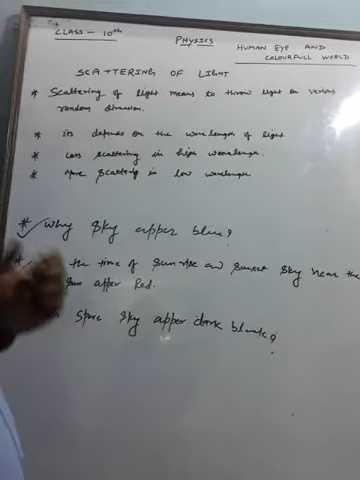 CLASS - 10th
PHYSICS
HUMAN EYE AND
COLOURFULL WORLD
SCATTERING OF LIGHT
* Scattering of light means to throw light on various
random direction.
* its depends on the wave length of light
* Less scattering in high wavelength.
* More scattering in low wavelength
* Why sky apper blue?
* the time of sun-rise and sunset sky near the
sun apper Red.
space sky apper dark